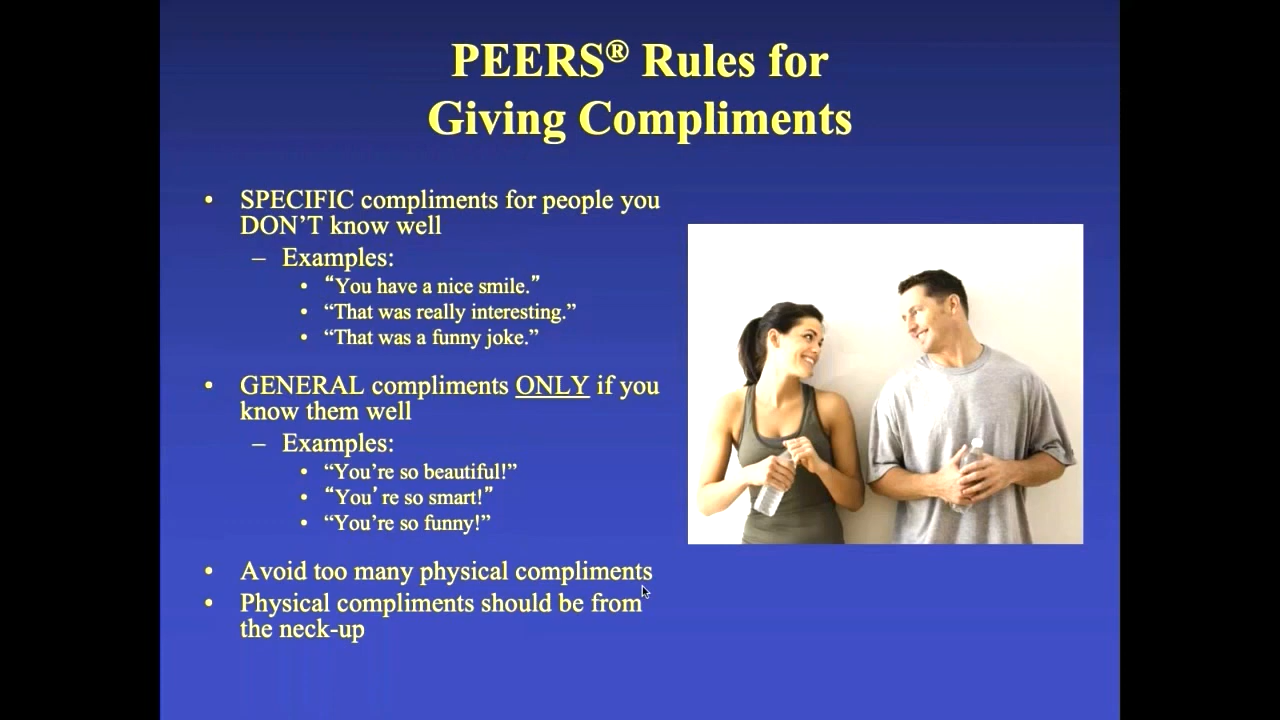 PEERS® Rules for
Giving Compliments
• SPECIFIC compliments for people you
DON’T know well
– Examples:
• “You have a nice smile.”
• “That was really interesting.”
• “That was a funny joke.”
• GENERAL compliments ONLY if you
know them well
– Examples:
• “You’re so beautiful!”
• “You’re so smart!”
• “You’re so funny!”
• Avoid too many physical compliments
• Physical compliments should be from
the neck-up